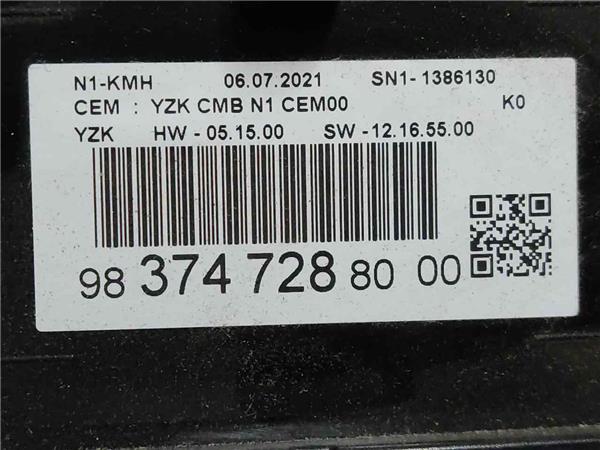 N1-KMH 06.07.2021 SN1- 1386130
CEM : YZK CMB N1 CEM00 K0
YZK HW - 05.15.00 SW -12.16.55.00
98 374 728 80 00